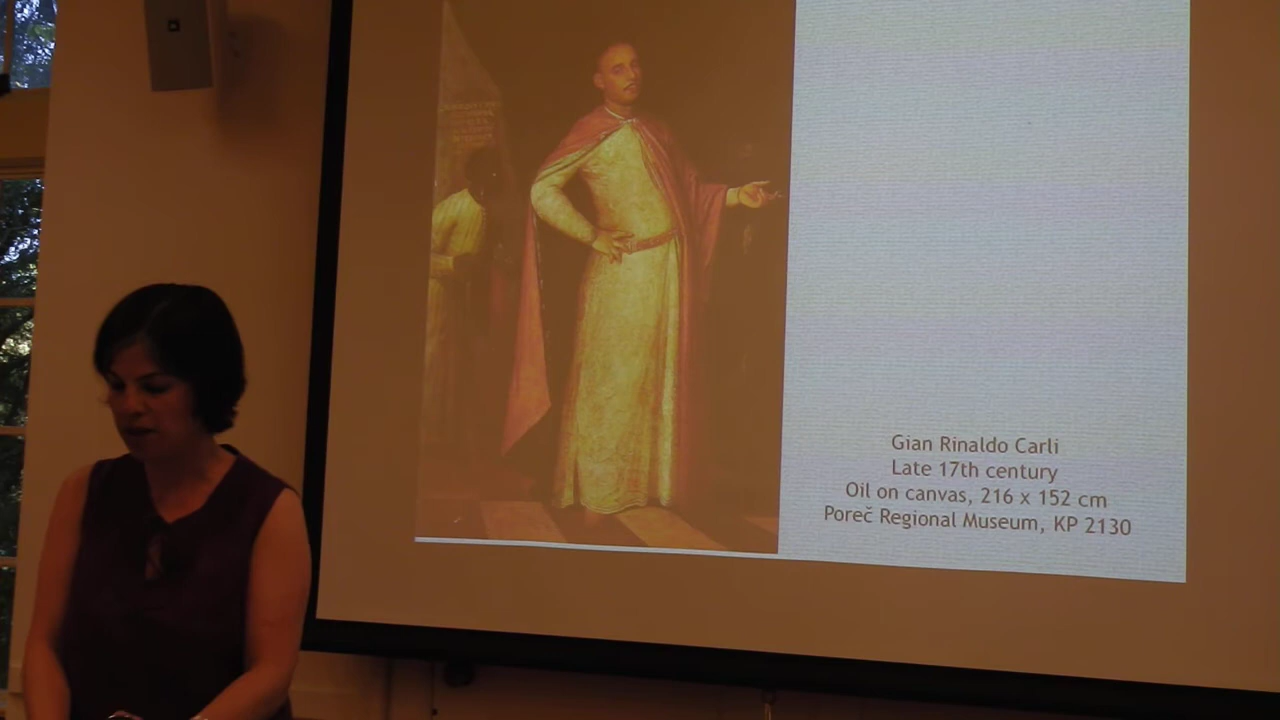 Gian Rinaldo Carli
Late 17th century
Oil on canvas, 216 x 152 cm
Poreč Regional Museum, KP 2130